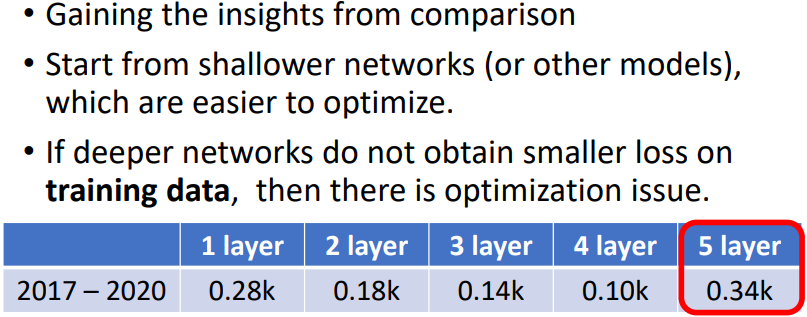 • Gaining the insights from comparison
• Start from shallower networks (or other models),
which are easier to optimize.
• If deeper networks do not obtain smaller loss on
training data,  then there is optimization issue.
1 layer 2 layer 3 layer 4 layer 5 layer
2017 – 2020 0.28k 0.18k 0.14k 0.10k 0.34k